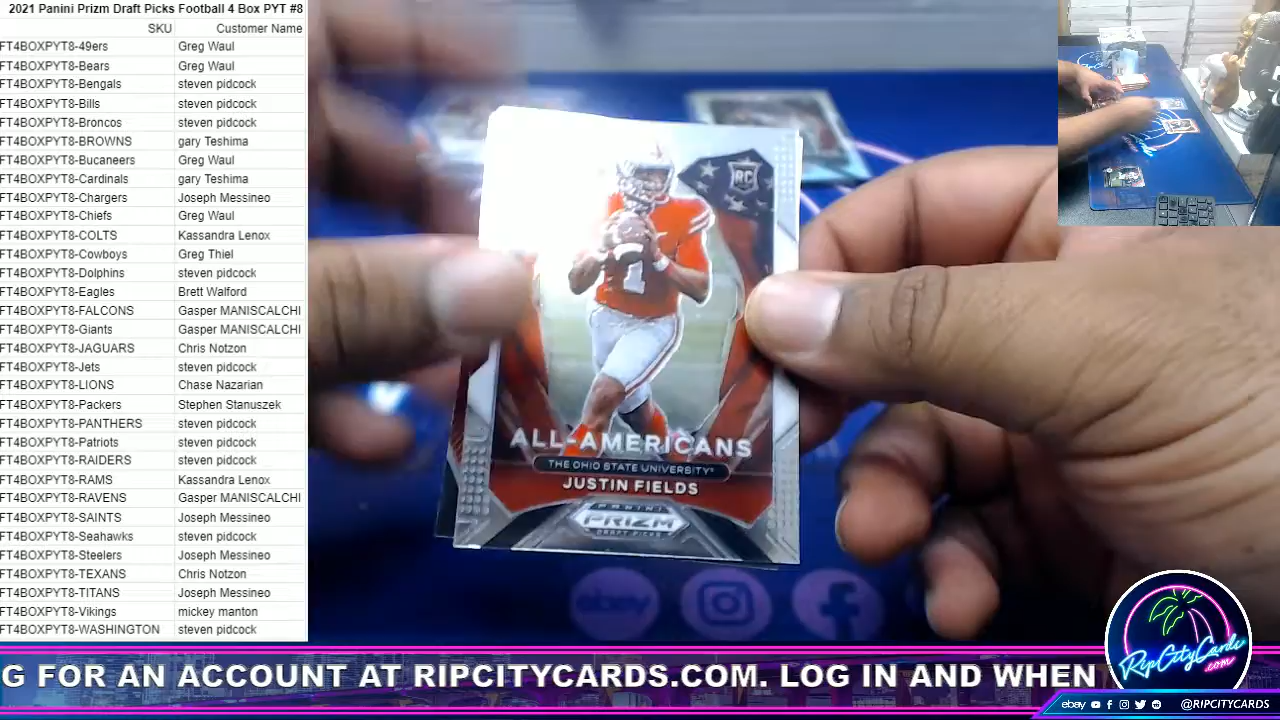 2021 Panini Prizm Draft Picks Football 4 Box PYT #8
SKU Customer Name
FT4BOXPYT8-49ers Greg Waul
FT4BOXPYT8-Bears Greg Waul
FT4BOXPYT8-Bengals steven pidcock
FT4BOXPYT8-Bills steven pidcock
FT4BOXPYT8-Broncos steven pidcock
FT4BOXPYT8-BROWNS gary Teshima
FT4BOXPYT8-Bucaneers Greg Waul
FT4BOXPYT8-Cardinals gary Teshima
FT4BOXPYT8-Chargers Joseph Messineo
FT4BOXPYT8-Chiefs Greg Waul
FT4BOXPYT8-COLTS Kassandra Lenox
FT4BOXPYT8-Cowboys Greg Thiel
FT4BOXPYT8-Dolphins steven pidcock
FT4BOXPYT8-Eagles Brett Walford
FT4BOXPYT8-FALCONS Gasper MANISCALCHI
FT4BOXPYT8-Giants Gasper MANISCALCHI
FT4BOXPYT8-JAGUARS Chris Notzon
FT4BOXPYT8-Jets steven pidcock
FT4BOXPYT8-LIONS Chase Nazarian
FT4BOXPYT8-Packers Stephen Stanuszek
FT4BOXPYT8-PANTHERS steven pidcock
FT4BOXPYT8-Patriots steven pidcock
FT4BOXPYT8-RAIDERS steven pidcock
FT4BOXPYT8-RAMS Kassandra Lenox
FT4BOXPYT8-RAVENS Gasper MANISCALCHI
FT4BOXPYT8-SAINTS Joseph Messineo
FT4BOXPYT8-Seahawks steven pidcock
FT4BOXPYT8-Steelers Joseph Messineo
FT4BOXPYT8-TEXANS Chris Notzon
FT4BOXPYT8-TITANS Joseph Messineo
FT4BOXPYT8-Vikings mickey manton
FT4BOXPYT8-WASHINGTON steven pidcock
RC
1
ALL-AMERICANS
THE OHIO STATE UNIVERSITY
JUSTIN FIELDS
PANINI
PRIZM
DRAFT PICKS
ebay
RipCityCards
.com
G FOR AN ACCOUNT AT RIPCITYCARDS.COM. LOG IN AND WHEN
ebay @RIPCITYCARDS